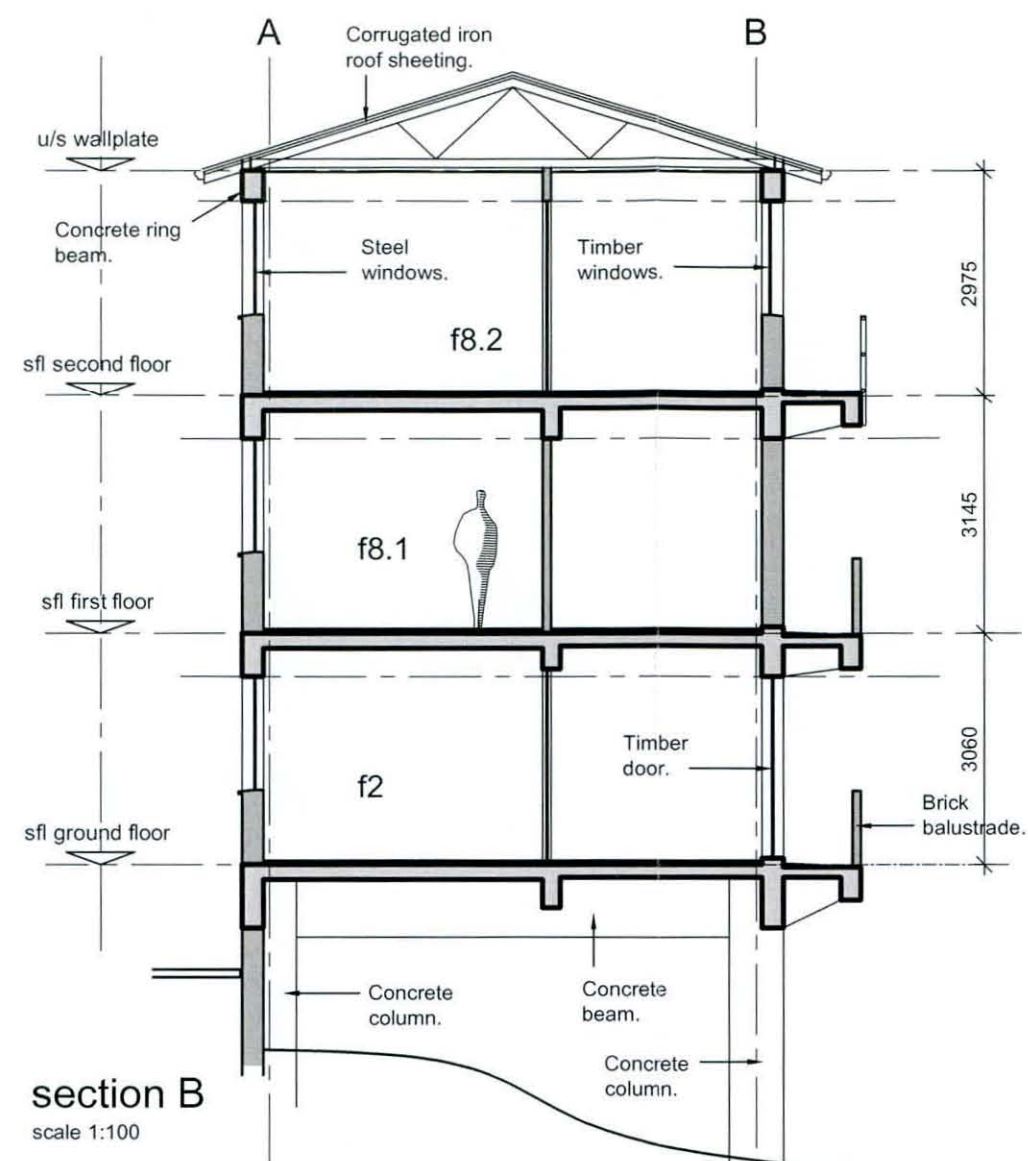 A
B
Corrugated iron
roof sheeting.
u/s wallplate
Concrete ring
beam.
Steel
windows.
Timber
windows.
2975
f8.2
sfl second floor
3145
f8.1
sfl first floor
3060
Timber
door.
f2
Brick
balustrade.
sfl ground floor
Concrete
column.
Concrete
beam.
Concrete
column.
section B
scale 1:100